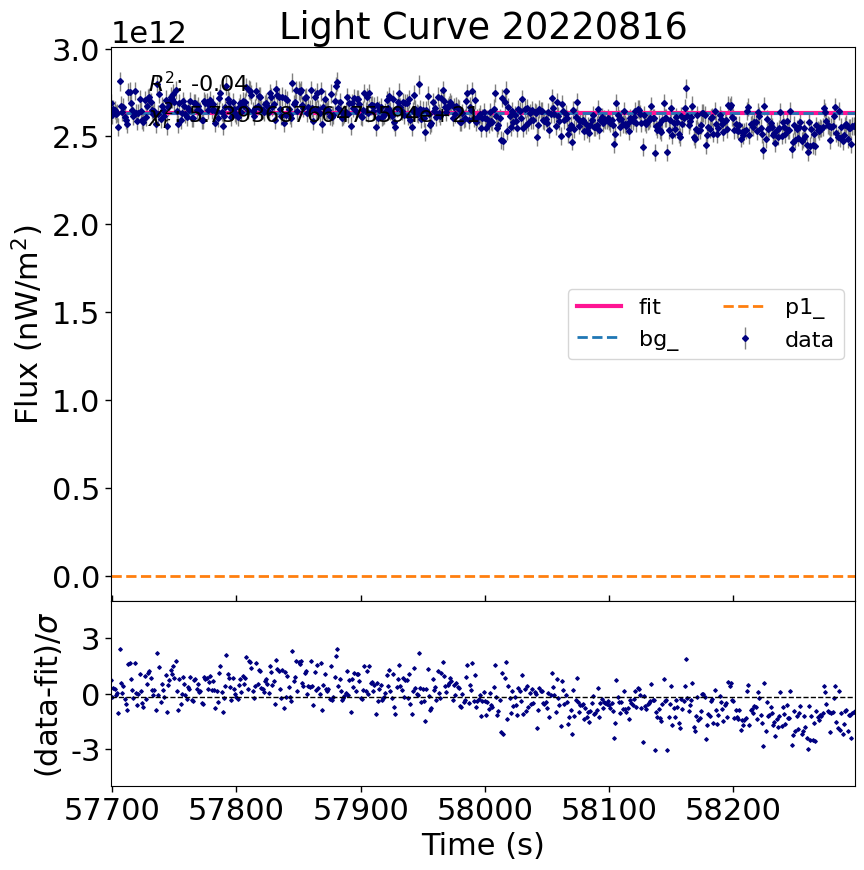 Light Curve 20220816
1e12
3.0
2.5
2.0
1.5
1.0
0.5
0.0
Flux (nW/m²)
R²: -0.04
fit
bg_
p1_
data
3
0
-3
(data-fit)/σ
57700 57800 57900 58000 58100 58200
Time (s)